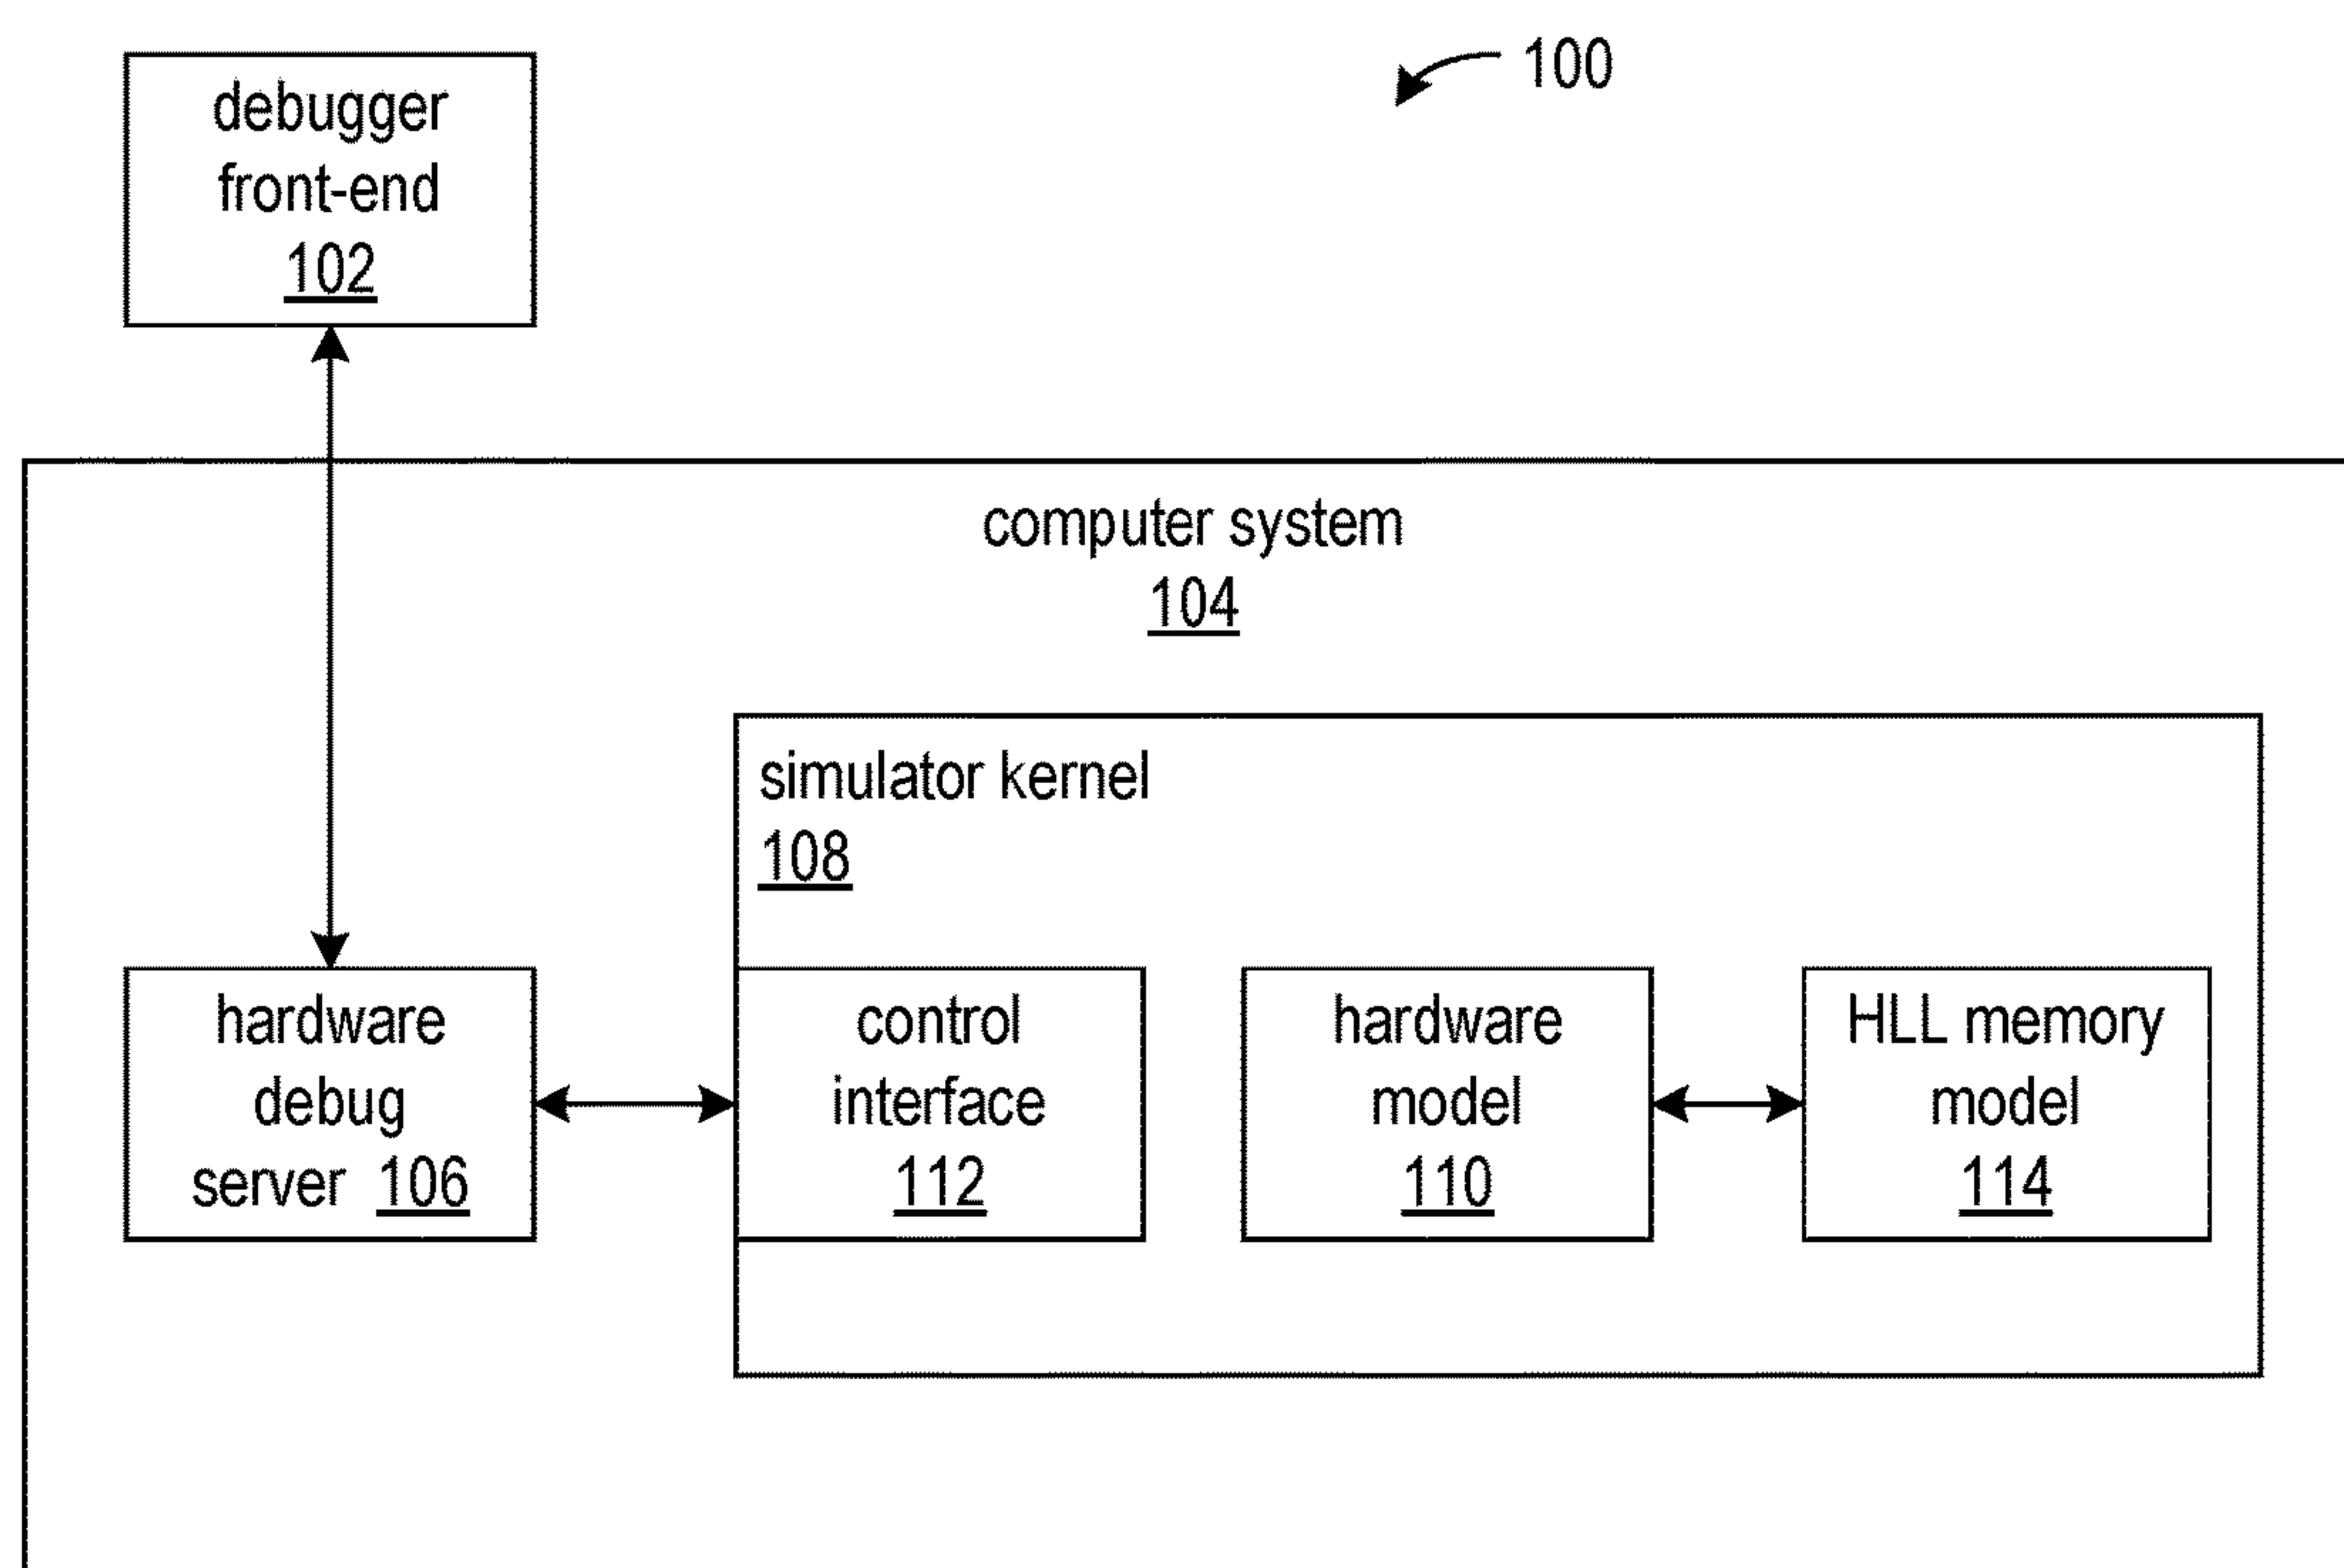 100
debugger
front-end
102
computer system
104
simulator kernel
108
hardware
debug
server 106
control
interface
112
hardware
model
110
HLL memory
model
114